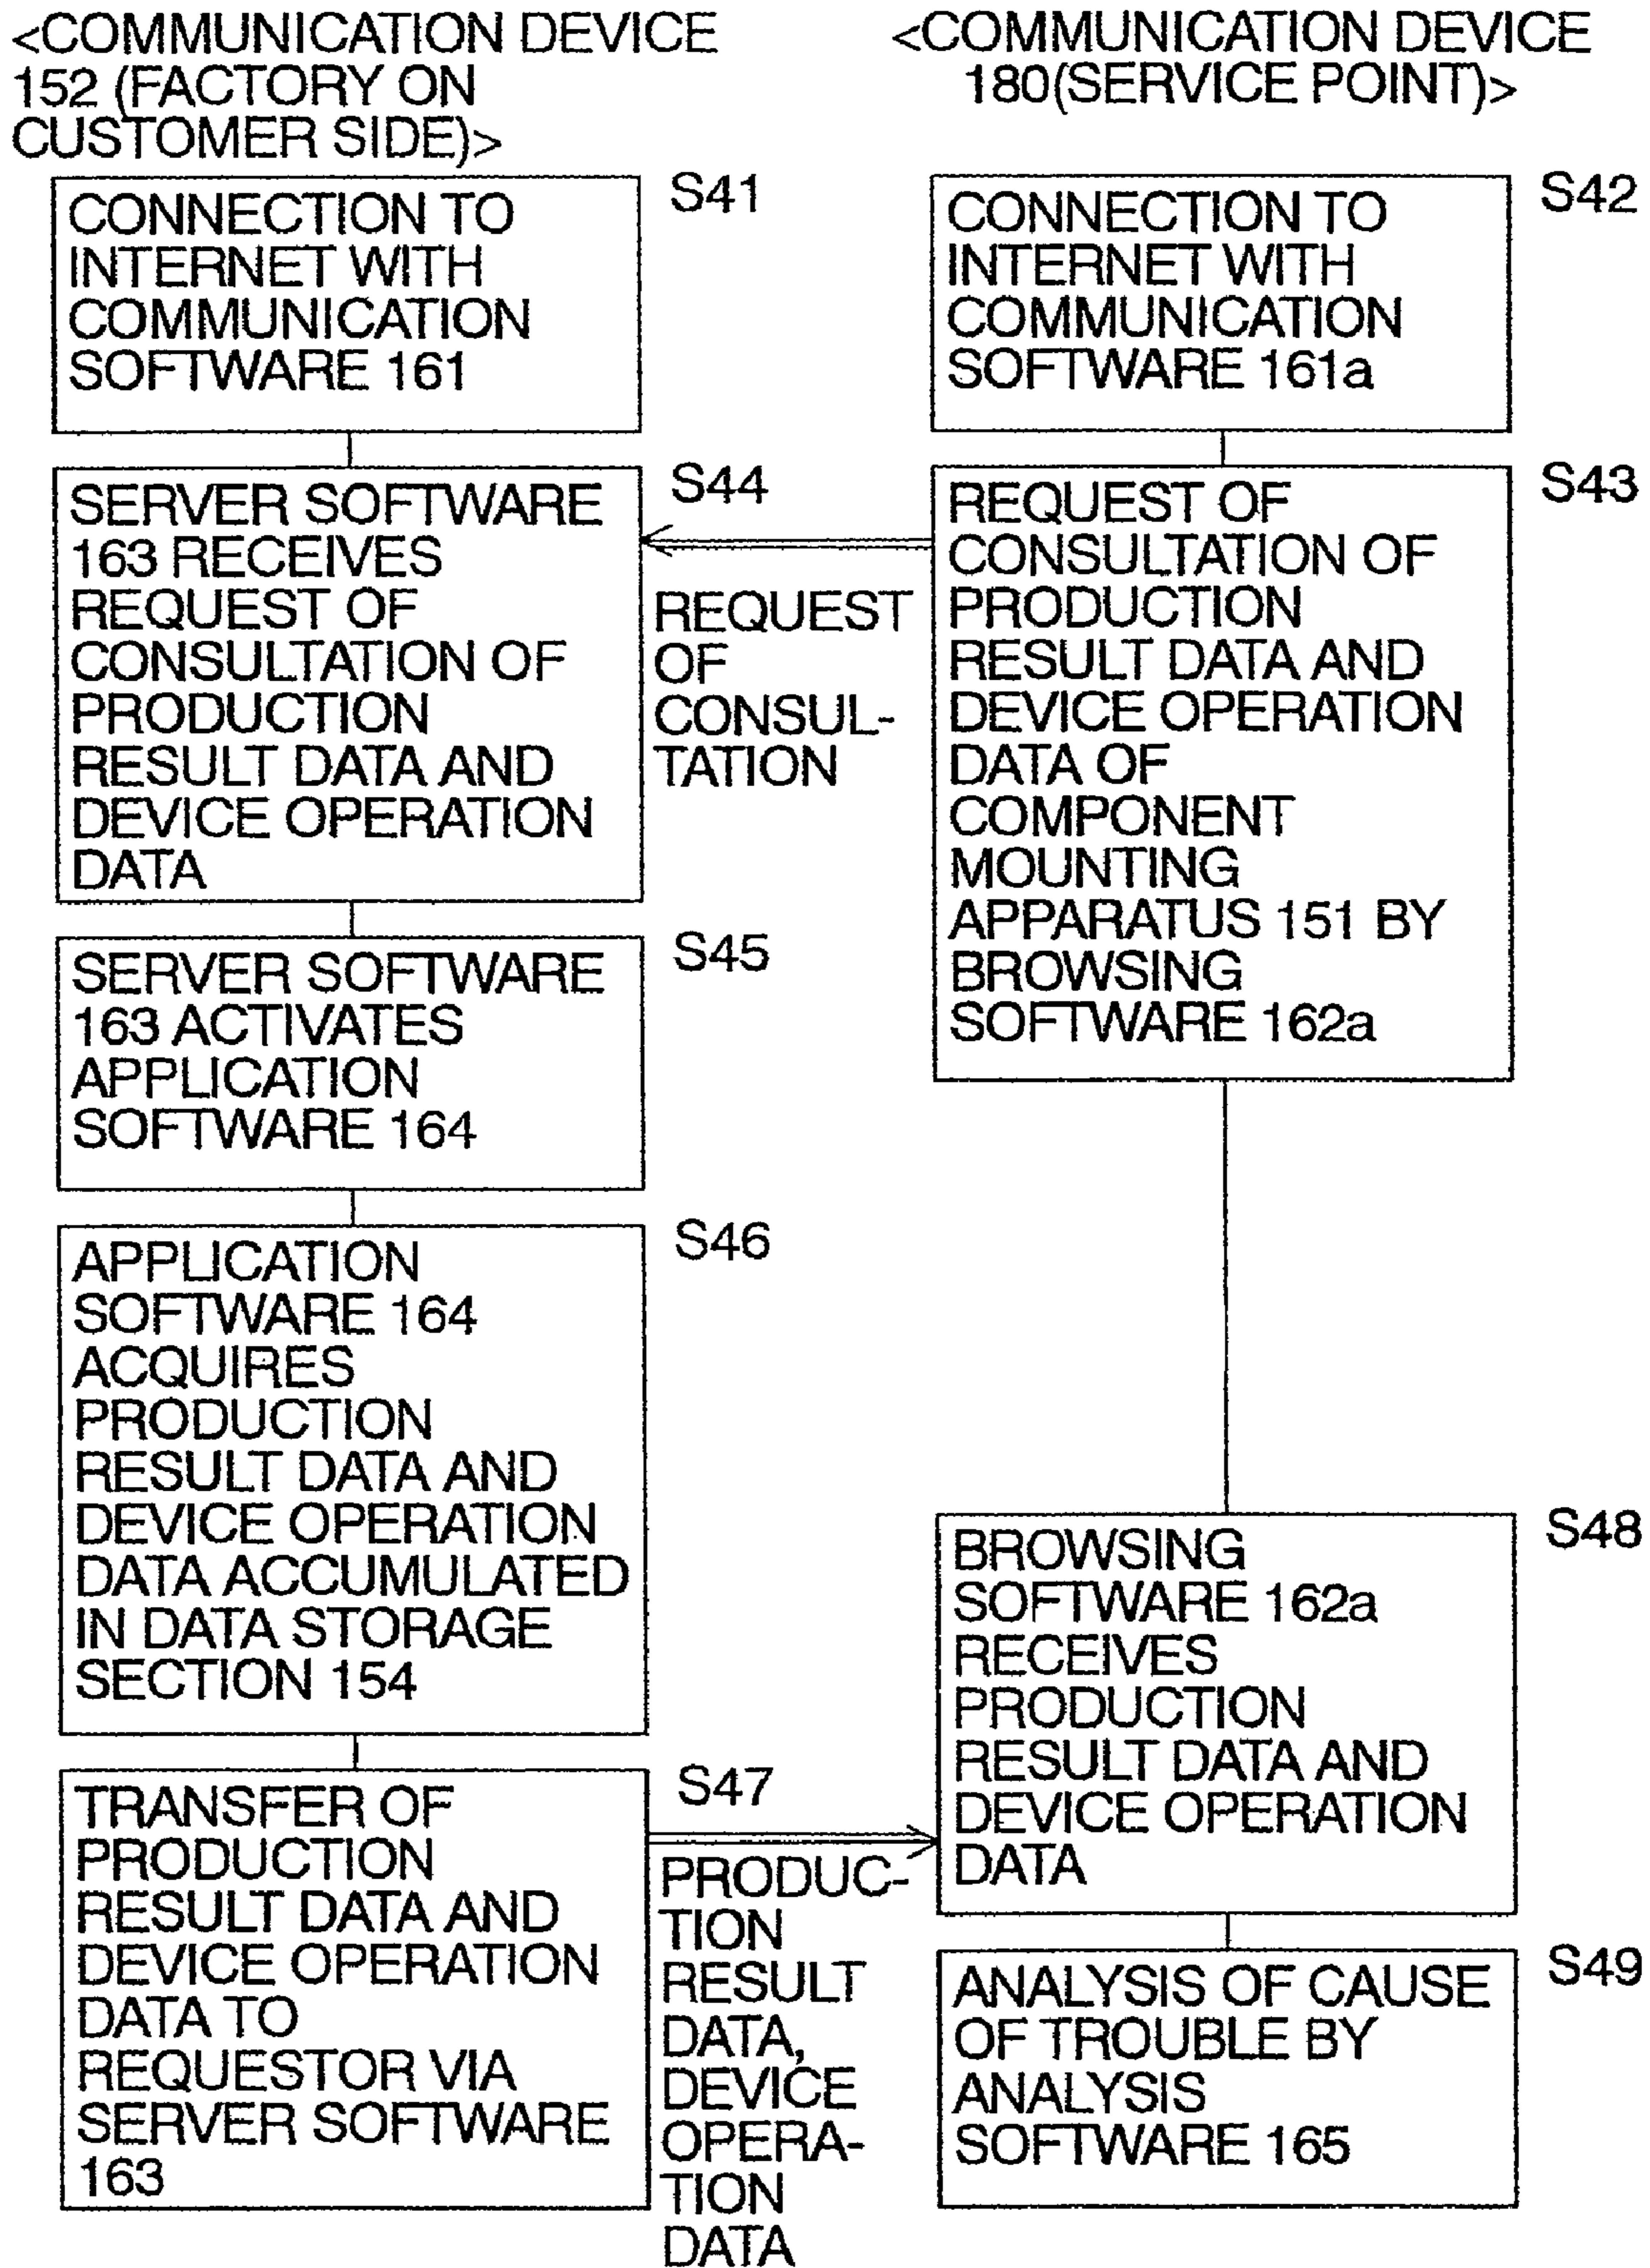 <COMMUNICATION DEVICE
152 (FACTORY ON
CUSTOMER SIDE)>
<COMMUNICATION DEVICE
180(SERVICE POINT)>
S41
CONNECTION TO
INTERNET WITH
COMMUNICATION
SOFTWARE 161
S42
CONNECTION TO
INTERNET WITH
COMMUNICATION
SOFTWARE 161a
S44
SERVER SOFTWARE
163 RECEIVES
REQUEST OF
CONSULTATION OF
PRODUCTION
RESULT DATA AND
DEVICE OPERATION
DATA
REQUEST
OF
CONSUL-
TATION
S43
REQUEST OF
CONSULTATION OF
PRODUCTION
RESULT DATA AND
DEVICE OPERATION
DATA OF
COMPONENT
MOUNTING
APPARATUS 151 BY
BROWSING
SOFTWARE 162a
S45
SERVER SOFTWARE
163 ACTIVATES
APPLICATION
SOFTWARE 164
S46
APPLICATION
SOFTWARE 164
ACQUIRES
PRODUCTION
RESULT DATA AND
DEVICE OPERATION
DATA ACCUMULATED
IN DATA STORAGE
SECTION 154
S47
TRANSFER OF
PRODUCTION
RESULT DATA AND
DEVICE OPERATION
DATA TO
REQUESTOR VIA
SERVER SOFTWARE
163
PRODUC-
TION
RESULT
DATA,
DEVICE
OPERA-
TION
DATA
S48
BROWSING
SOFTWARE 162a
RECEIVES
PRODUCTION
RESULT DATA AND
DEVICE OPERATION
DATA
S49
ANALYSIS OF CAUSE
OF TROUBLE BY
ANALYSIS
SOFTWARE 165